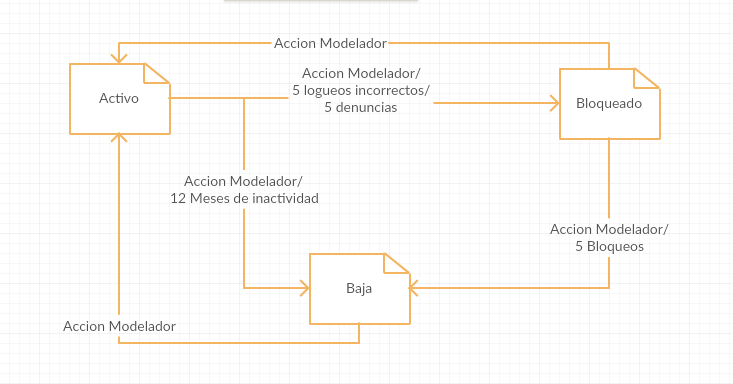 Accion Modelador
Accion Modelador/
5 logueos incorrectos/
5 denuncias
Activo
Bloqueado
Accion Modelador/
12 Meses de inactividad
Accion Modelador/
5 Bloqueos
Baja
Accion Modelador